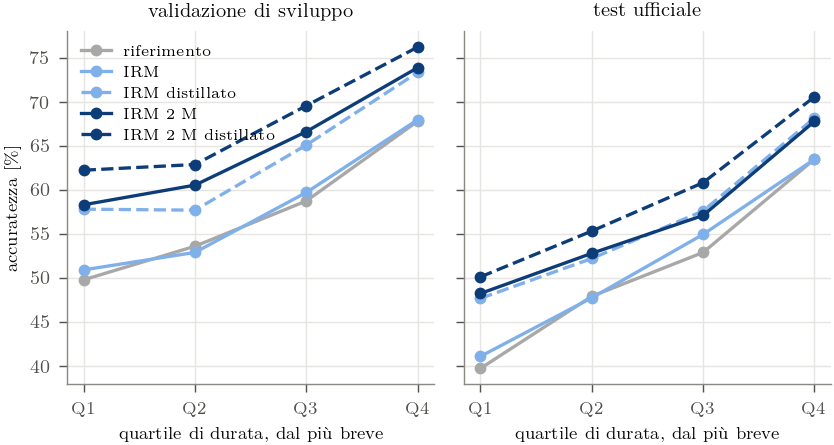 validazione di sviluppo
test ufficiale
riferimento
IRM
IRM distillato
IRM 2 M
IRM 2 M distillato
accuratezza [%]
75
70
65
60
55
50
45
40
Q1 Q2 Q3 Q4
Q1 Q2 Q3 Q4
quartile di durata, dal più breve
quartile di durata, dal più breve